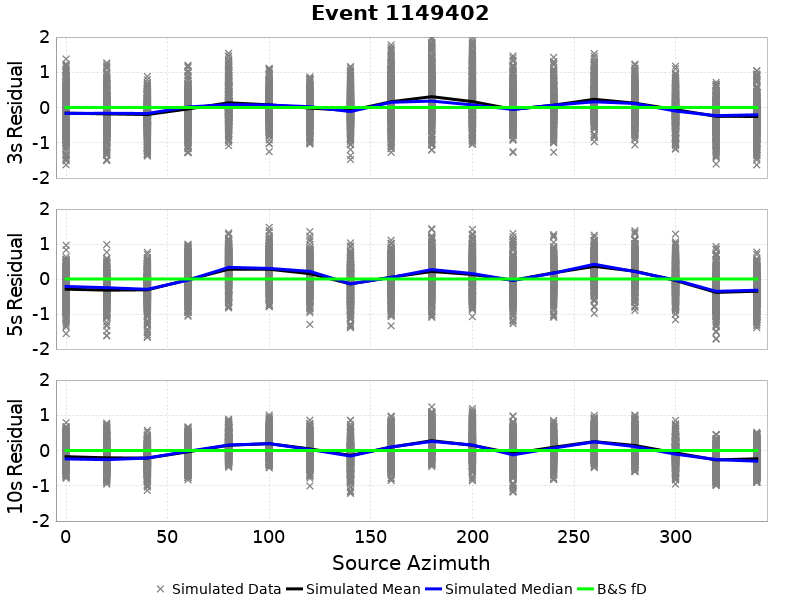 Event 1149402
3s Residual
2
1
0
-1
-2
5s Residual
2
1
0
-1
-2
10s Residual
2
1
0
-1
-2
0 50 100 150 200 250 300
Source Azimuth
Simulated Data Simulated Mean Simulated Median B&S fD